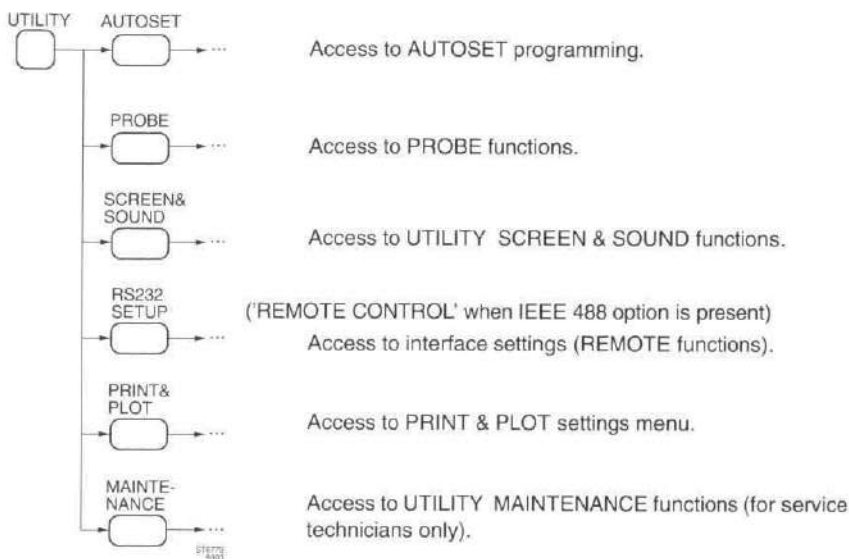 UTILITY AUTOSET
Access to AUTOSET programming.
PROBE
Access to PROBE functions.
SCREEN&
SOUND
Access to UTILITY SCREEN & SOUND functions.
RS232
SETUP
('REMOTE CONTROL' when IEEE 488 option is present)
Access to interface settings (REMOTE functions).
PRINT&
PLOT
Access to PRINT & PLOT settings menu.
MAINTE-
NANCE
Access to UTILITY MAINTENANCE functions (for service
technicians only).